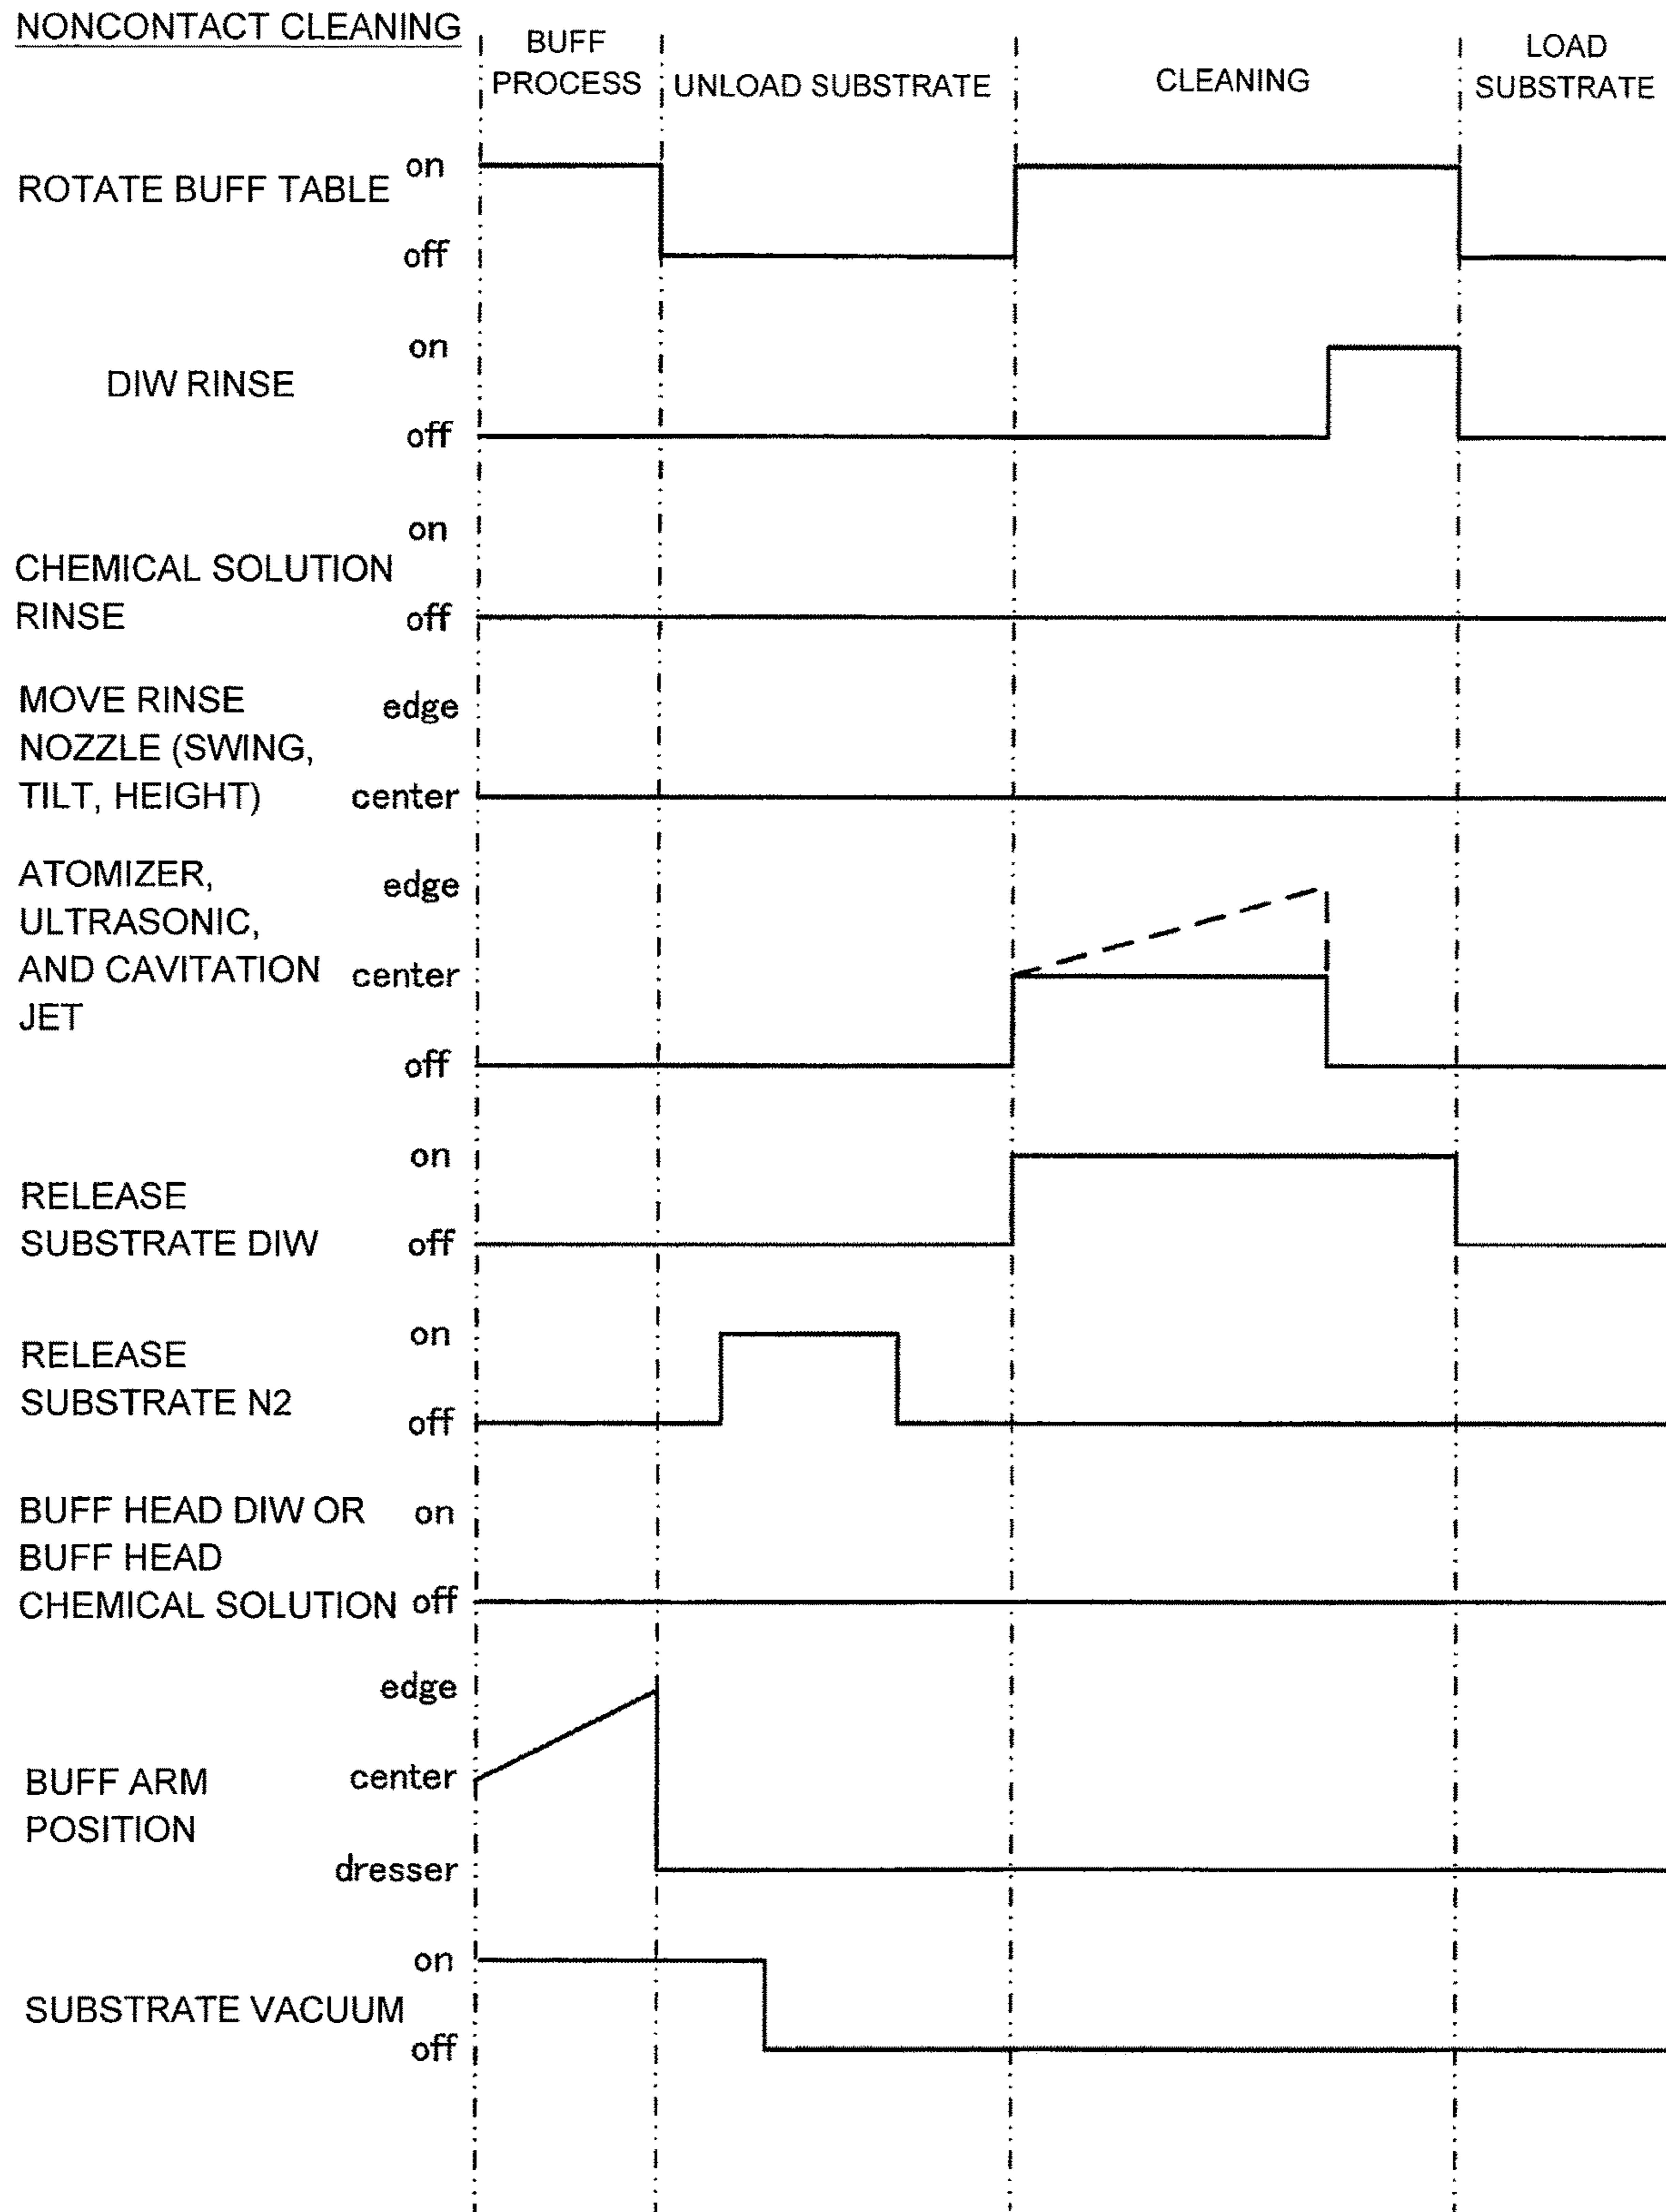 NONCONTACT CLEANING
BUFF
PROCESS
UNLOAD SUBSTRATE
CLEANING
LOAD
SUBSTRATE
ROTATE BUFF TABLE
on
off
DIW RINSE
on
off
CHEMICAL SOLUTION
RINSE
on
off
MOVE RINSE
NOZZLE (SWING,
TILT, HEIGHT)
edge
center
ATOMIZER,
ULTRASONIC,
AND CAVITATION
JET
edge
center
off
RELEASE
SUBSTRATE DIW
on
off
RELEASE
SUBSTRATE N2
on
off
BUFF HEAD DIW OR
BUFF HEAD
CHEMICAL SOLUTION
on
off
BUFF ARM
POSITION
edge
center
dresser
SUBSTRATE VACUUM
on
off